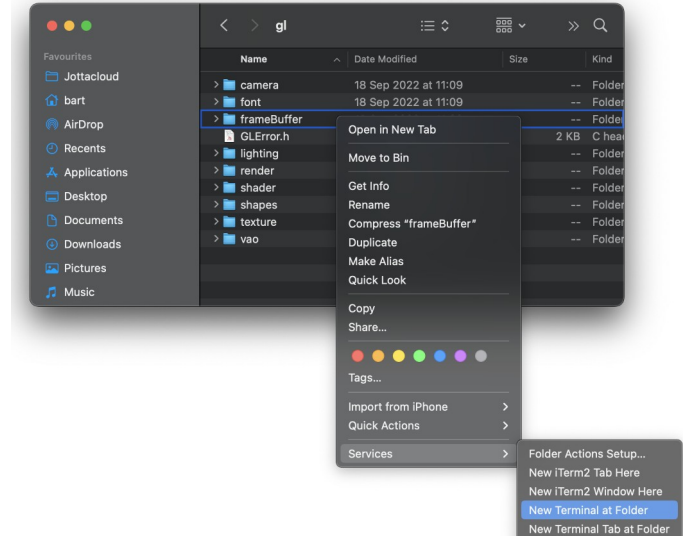 gl
Favourites
Jottacloud
bart
AirDrop
Recents
Applications
Desktop
Documents
Downloads
Pictures
Music
Name Date Modified Size Kind
camera 18 Sep 2022 at 11:09 -- Folder
font 18 Sep 2022 at 11:09 -- Folder
frameBuffer -- Folder
GLError.h 2 KB C hea
lighting -- Folder
render -- Folder
shader -- Folder
shapes -- Folder
texture -- Folder
vao -- Folder
Open in New Tab
Move to Bin
Get Info
Rename
Compress “frameBuffer”
Duplicate
Make Alias
Quick Look
Copy
Share...
Tags...
Import from iPhone
Quick Actions
Services
Folder Actions Setup...
New iTerm2 Tab Here
New iTerm2 Window Here
New Terminal at Folder
New Terminal Tab at Folder